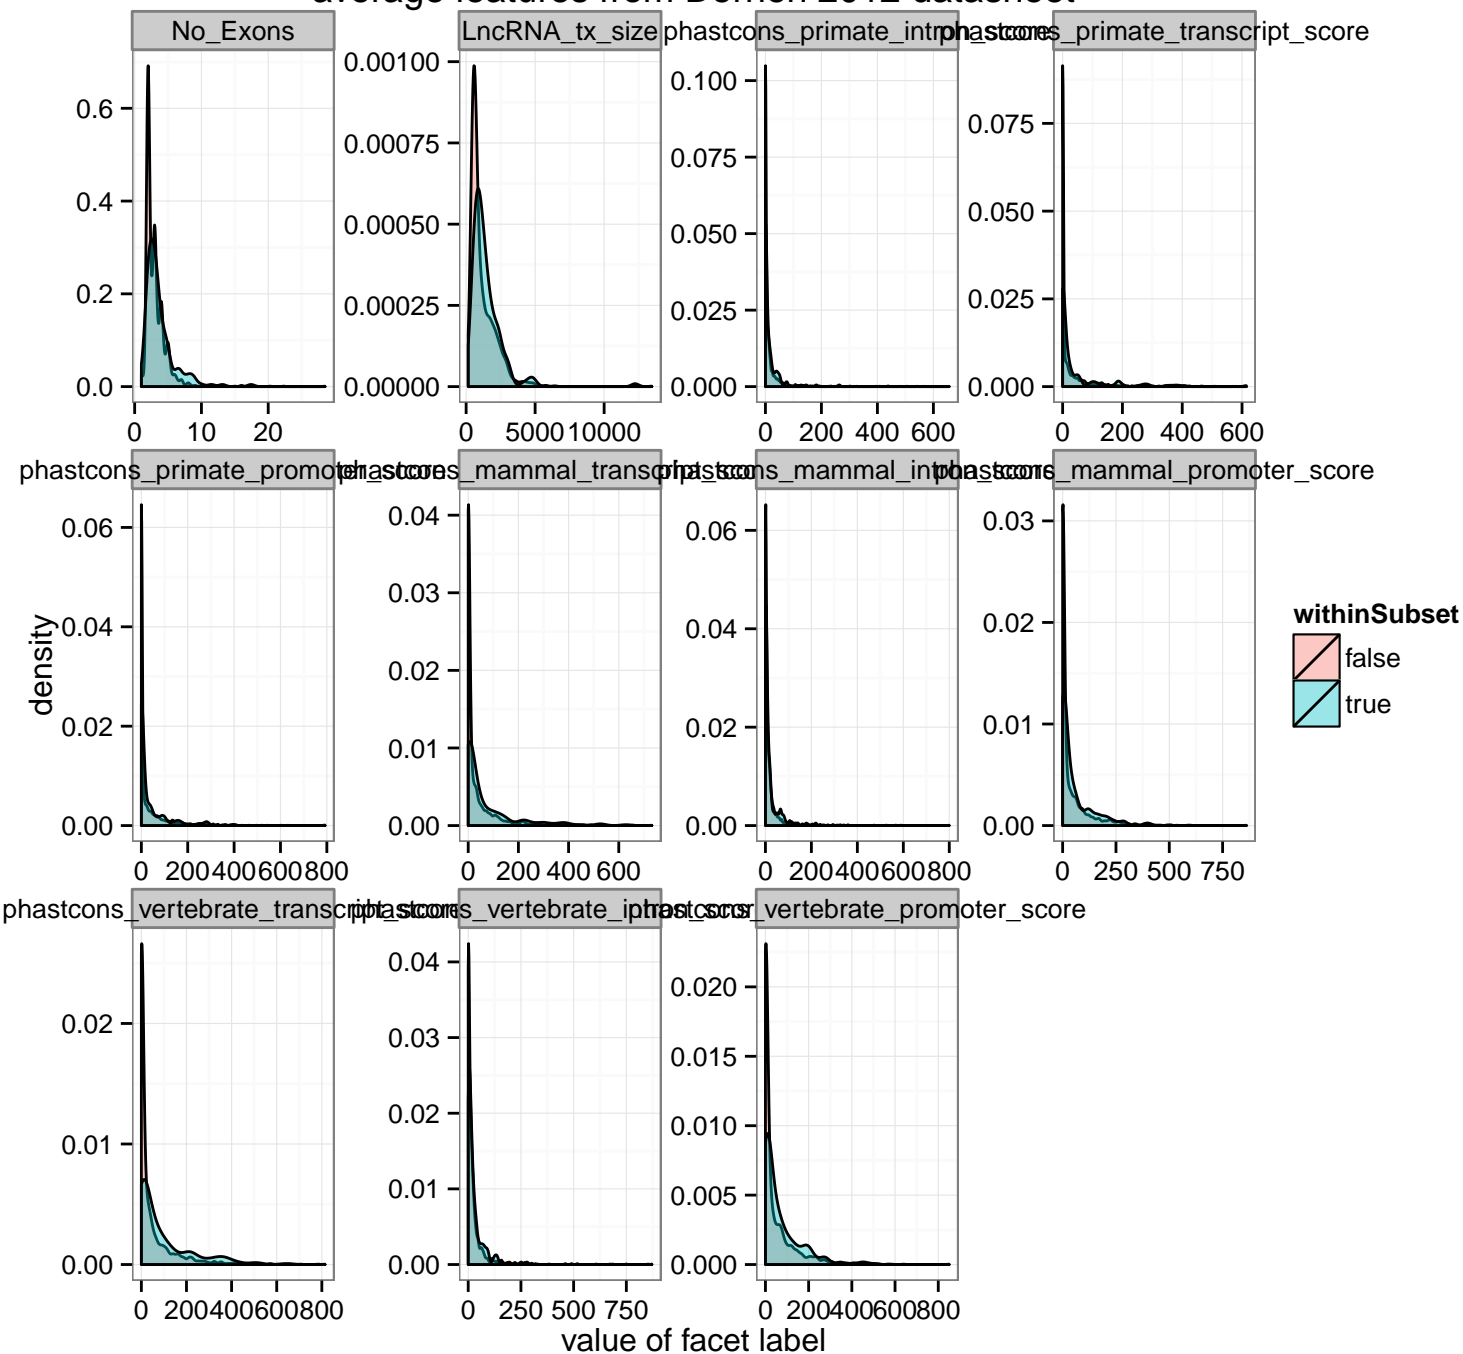 average features from Derrien 2012 datasheet
No_Exons
LncRNA_tx_size
phastcons_primate_intron_score
phastcons_primate_transcript_score
0.6
0.4
0.2
0.0
0.00100
0.00075
0.00050
0.00025
0.00000
0.100
0.075
0.050
0.025
0.000
0.075
0.050
0.025
0.000
0 10 20
0 5000 10000
0 200 400 600
0 200 400 600
phastcons_primate_promoter_score
phastcons_mammal_transcript_score
phastcons_mammal_intron_score
phastcons_mammal_promoter_score
0.06
0.04
0.02
0.00
0.04
0.03
0.02
0.01
0.00
0.06
0.04
0.02
0.00
0.03
0.02
0.01
0.00
0 200 400 600 800
0 200 400 600
0 200 400 600 800
0 250 500 750
phastcons_vertebrate_transcript_score
phastcons_vertebrate_intron_score
phastcons_vertebrate_promoter_score
0.02
0.01
0.00
0.04
0.03
0.02
0.01
0.00
0.020
0.015
0.010
0.005
0.000
0 200 400 600 800
0 250 500 750
0 200 400 600 800
density
value of facet label
withinSubset
false
true